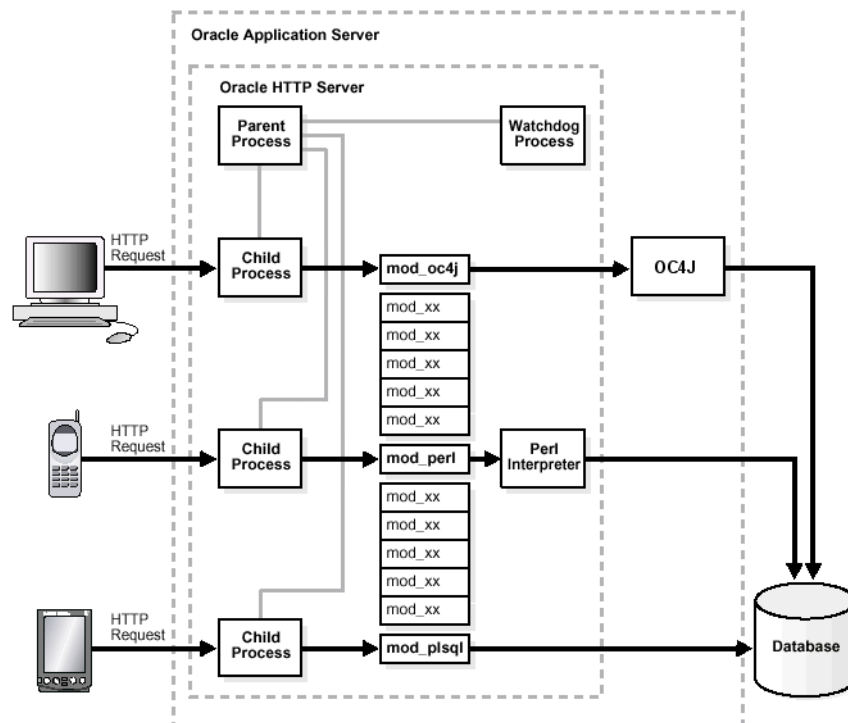 Oracle Application Server
Oracle HTTP Server
Parent
Process
Watchdog
Process
HTTP
Request
Child
Process
mod_oc4j
OC4J
mod_xx
mod_xx
mod_xx
mod_xx
mod_xx
HTTP
Request
Child
Process
mod_perl
Perl
Interpreter
mod_xx
mod_xx
mod_xx
mod_xx
mod_xx
HTTP
Request
Child
Process
mod_plsql
Database